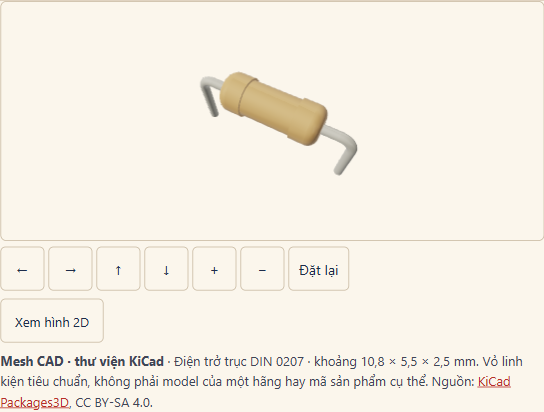 ← → ↑ ↓ + − Đặt lại
Xem hình 2D
Mesh CAD · thư viện KiCad · Điện trở trục DIN 0207 · khoảng 10,8 × 5,5 × 2,5 mm. Vỏ linh
kiện tiêu chuẩn, không phải model của một hãng hay mã sản phẩm cụ thể. Nguồn: KiCad
Packages3D, CC BY-SA 4.0.